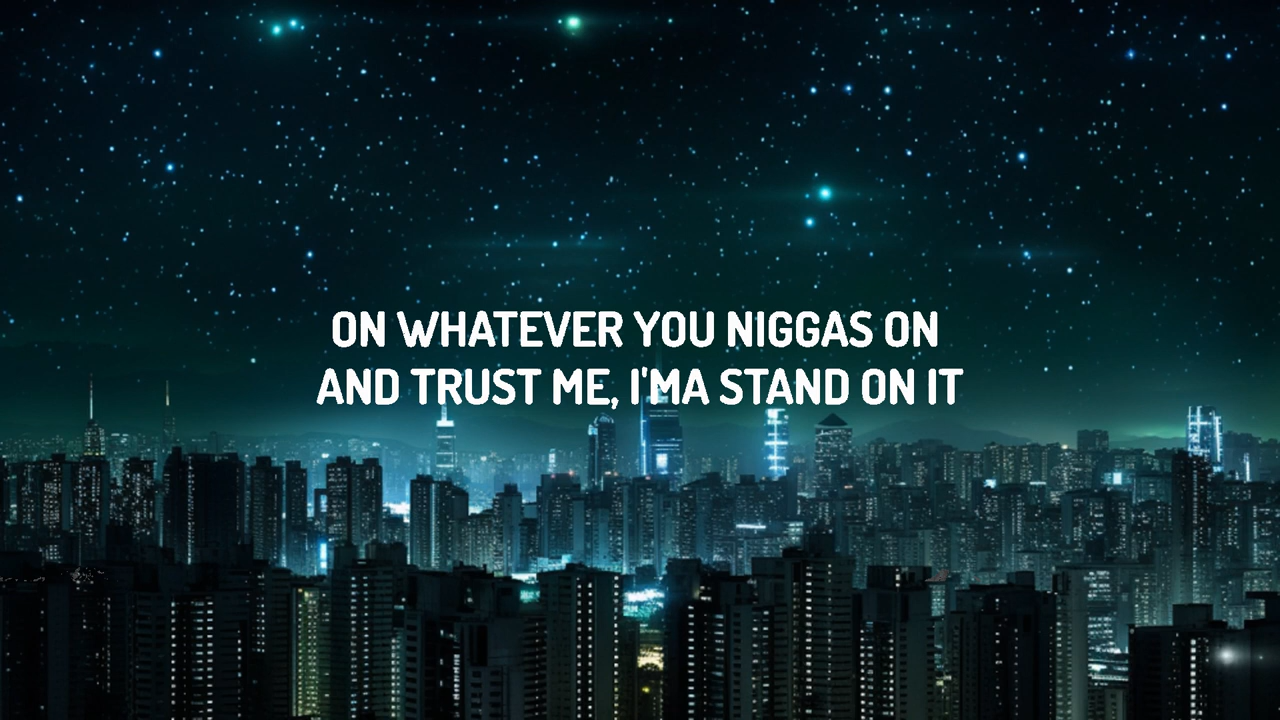 ON WHATEVER YOU NIGGAS ON
AND TRUST ME, I'MA STAND ON IT